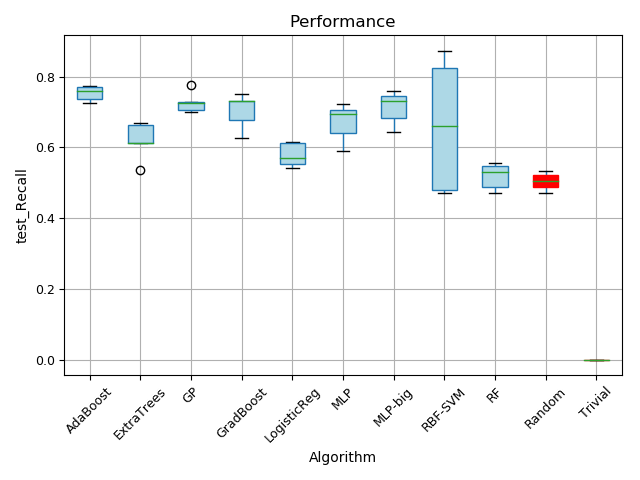 Performance
test_Recall
0.8
0.6
0.4
0.2
0.0
AdaBoost
ExtraTrees
GP
GradBoost
LogisticReg
MLP
MLP-big
RBF-SVM
RF
Random
Trivial
Algorithm